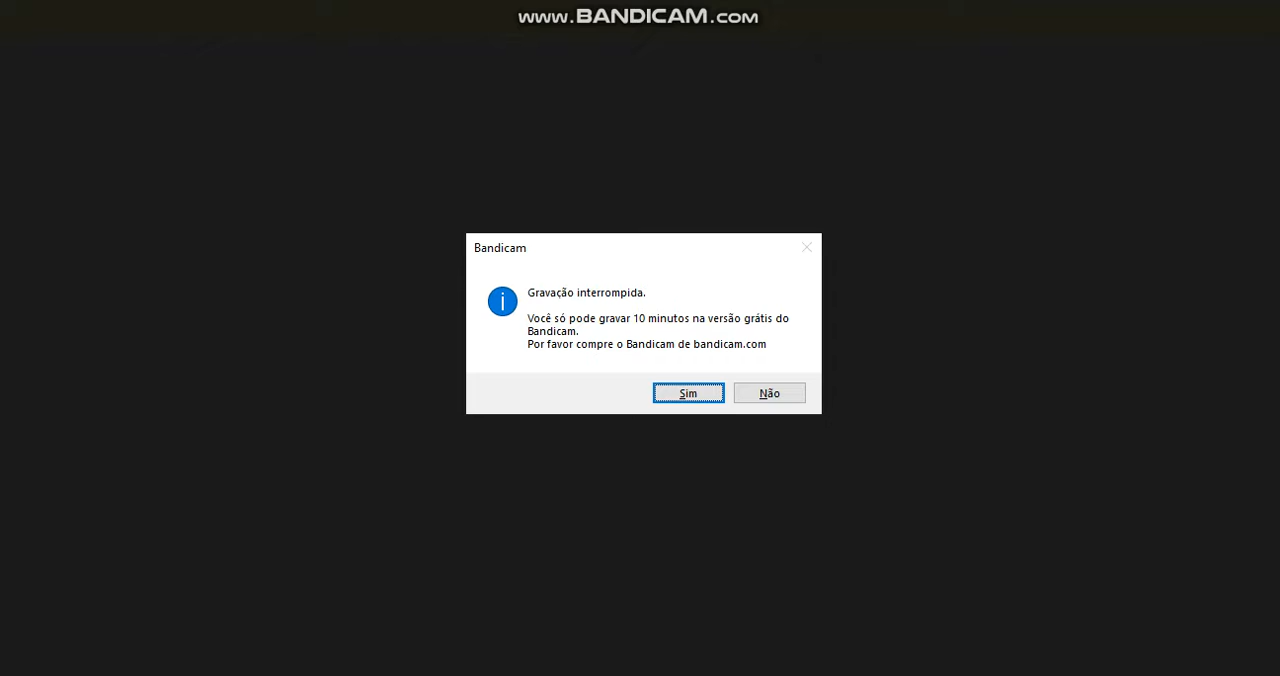 www.BANDICAM.com
Bandicam
Gravação interrompida.
Você só pode gravar 10 minutos na versão grátis do
Bandicam.
Por favor compre o Bandicam de bandicam.com
Sim
Não